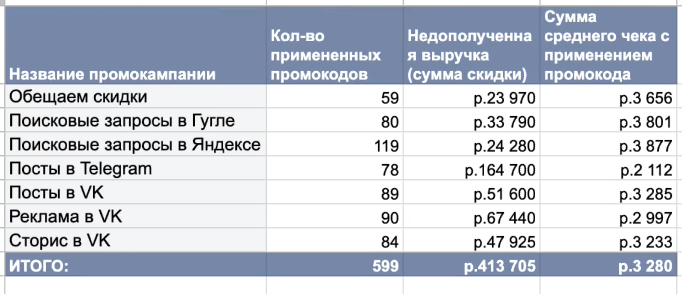 Название промокампании	Кол-во примененных промокодов	Недополученна я выручка (сумма скидки)	Сумма среднего чека с применением промокода
Обещаем скидки	59	р.23 970	р.3 656
Поисковые запросы в Гугле	80	р.33 790	р.3 801
Поисковые запросы в Яндексе	119	р.24 280	р.3 877
Посты в Telegram	78	р.164 700	р.2 112
Посты в VK	89	р.51 600	р.3 285
Реклама в VK	90	р.67 440	р.2 997
Сторис в VK	84	р.47 925	р.3 233
ИТОГО:	599	р.413 705	р.3 280